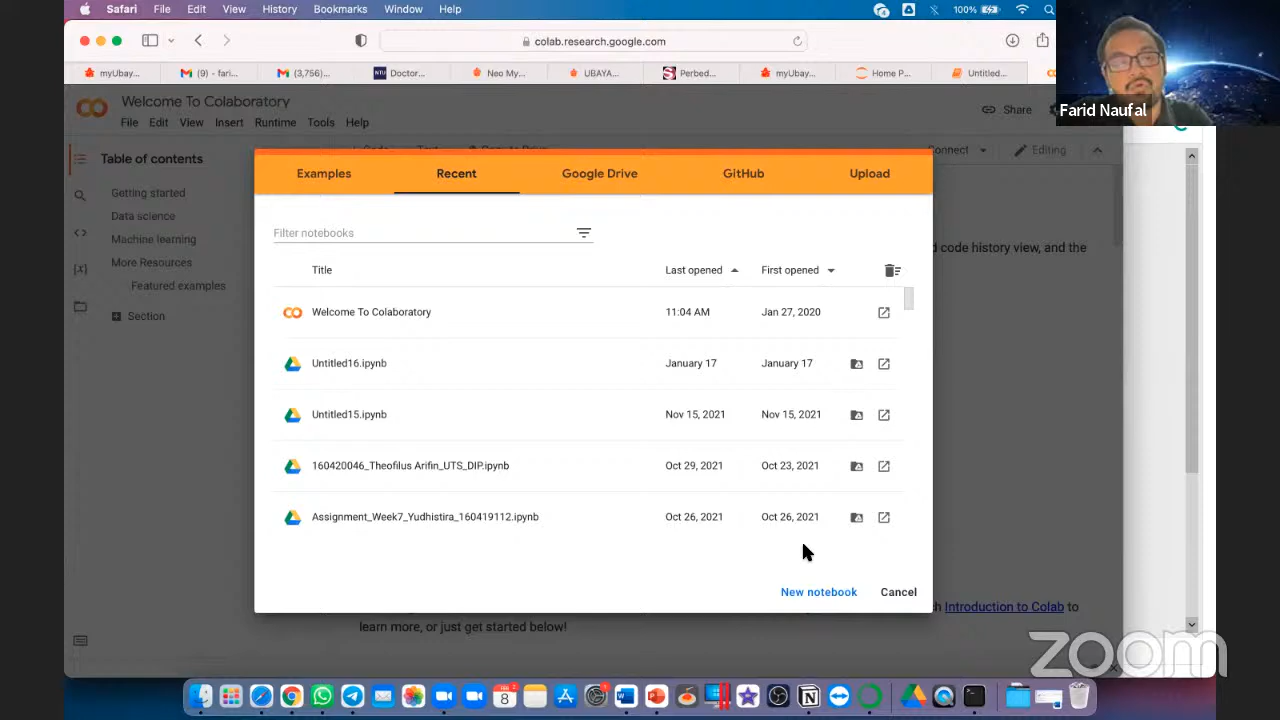 Safari File Edit View History Bookmarks Window Help 100%
colab.research.google.com
myUbay... (9) - fari... (3,756)... NTU Doctor... Neo My... UBAYA... Perbed... myUbay... Home P... Untitled...
Farid Naufal
Welcome To Colaboratory
File Edit View Insert Runtime Tools Help
Share
Table of contents
Connect Editing
Getting started
Data science
Machine learning
More Resources
Featured examples
Section
Examples Recent Google Drive GitHub Upload
Filter notebooks
d code history view, and the
Title Last opened First opened
Welcome To Colaboratory 11:04 AM Jan 27, 2020
Untitled16.ipynb January 17 January 17
Untitled15.ipynb Nov 15, 2021 Nov 15, 2021
160420046_Theofilus Arifin_UTS_DIP.ipynb Oct 29, 2021 Oct 23, 2021
Assignment_Week7_Yudhistira_160419112.ipynb Oct 26, 2021 Oct 26, 2021
New notebook Cancel
ch Introduction to Colab to
learn more, or just get started below!
zoom
8